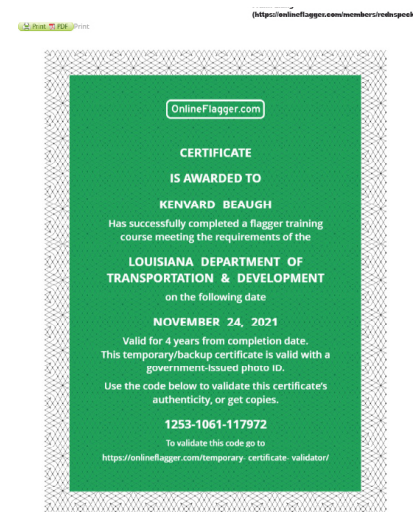 (https://onlineflagger.com/members/rednspeck
Print PDF Print
OnlineFlagger.com
CERTIFICATE
IS AWARDED TO
KENVARD BEAUGH
Has successfully completed a flagger training
course meeting the requirements of the
LOUISIANA DEPARTMENT OF
TRANSPORTATION & DEVELOPMENT
on the following date
NOVEMBER 24, 2021
Valid for 4 years from completion date.
This temporary/backup certificate is valid with a
government-issued photo ID.
Use the code below to validate this certificate's
authenticity, or get copies.
1253-1061-117972
To validate this code go to
https://onlineflagger.com/temporary- certificate- validator/